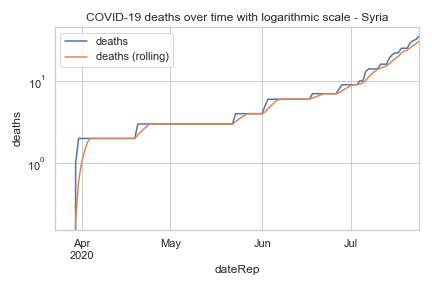 COVID-19 deaths over time with logarithmic scale - Syria
deaths
deaths (rolling)
10¹
10⁰
deaths
Apr
2020
May
Jun
Jul
dateRep